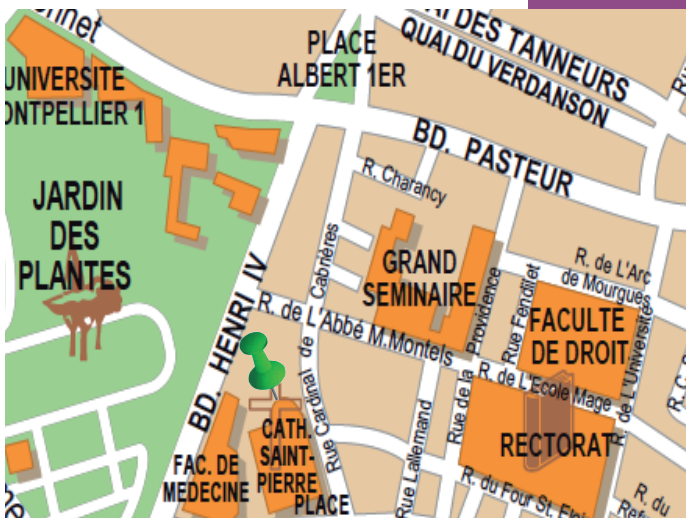 PLACE
ALBERT 1ER
QUAI DES TANNEURS
QUAI DU VERDANSON
UNIVERSITE
MONTPELLIER 1
BD. PASTEUR
R. Charancy
JARDIN
DES
PLANTES
GRAND
SEMINAIRE
R. de L'Arc
de Mourgues
Rue Cardinal de Cabrières
BD. HENRI IV
R. de L'Abbé M.Montels
Rue de la Providence
Rue Fendillet
FACULTE
DE DROIT
R. de L'Université
R. de L'Ecole Mage
RECTORAT
CATH.
SAINT-
PIERRE
FAC. DE
MEDECINE
PLACE
Rue Lallemand
R. du Four St.
R. du